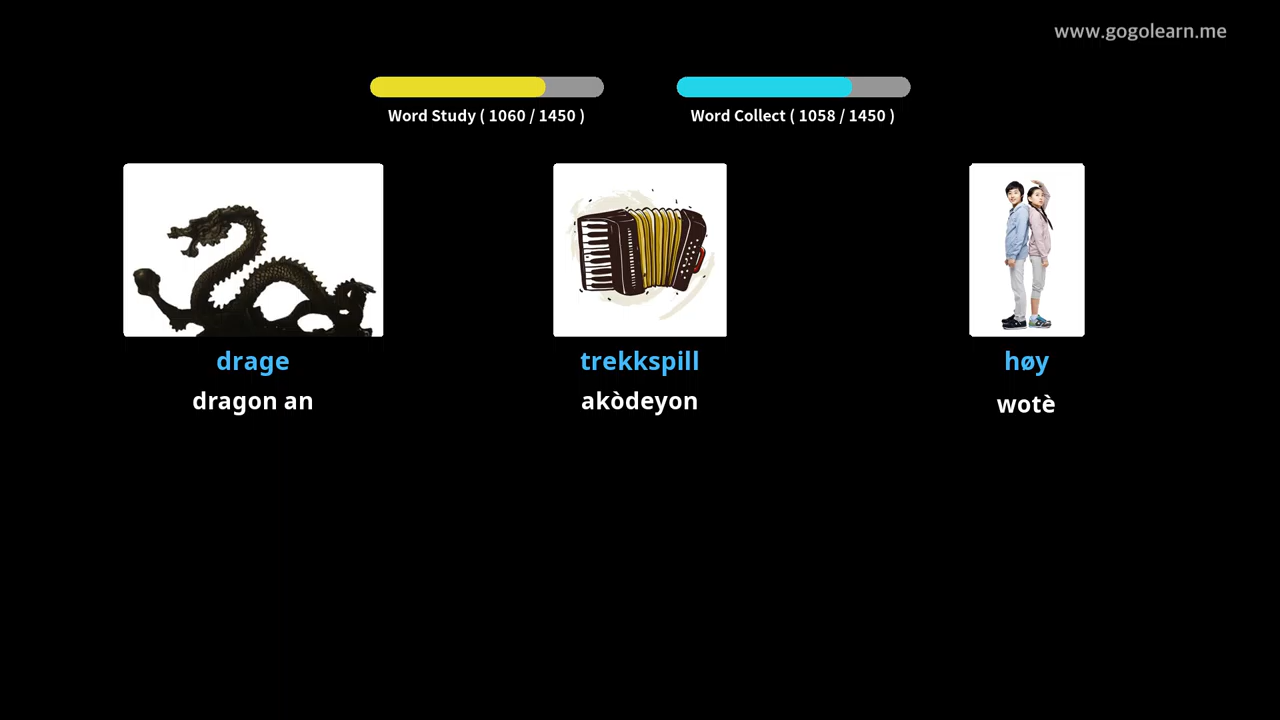 www.gogolearn.me
Word Study ( 1060 / 1450 )
Word Collect ( 1058 / 1450 )
drage
trekkspill
høy
dragon an
akòdeyon
wotè